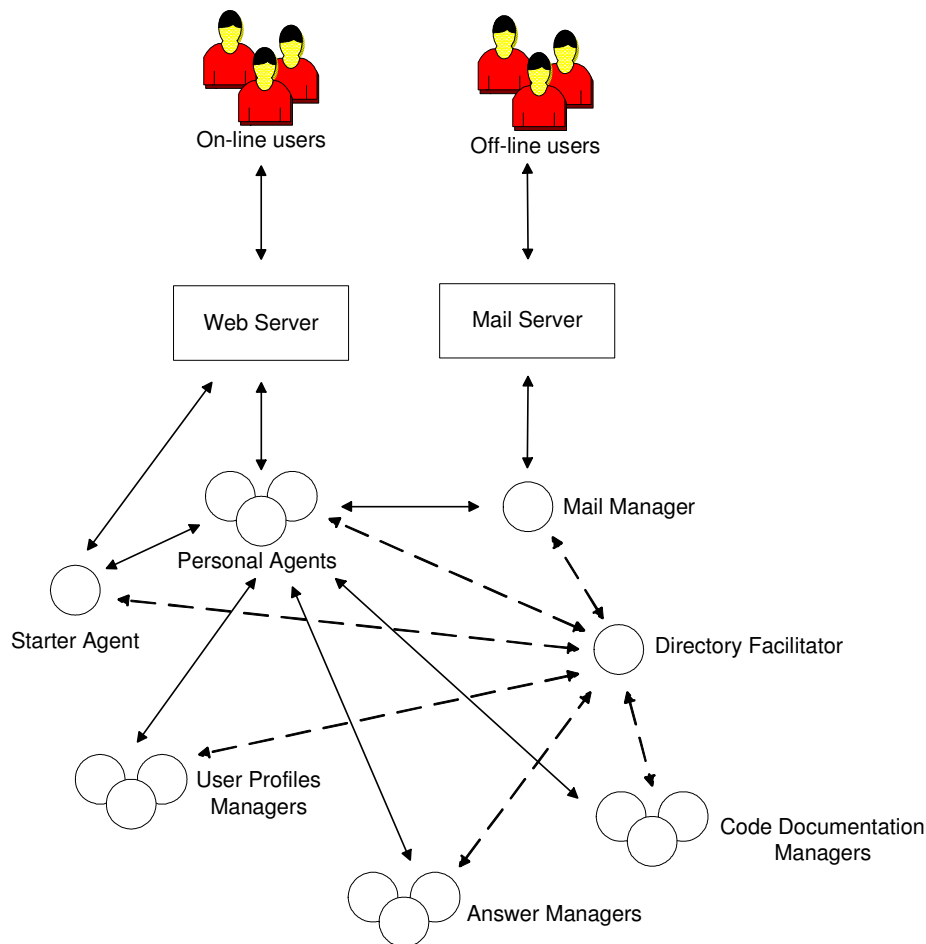 On-line users
Off-line users
Web Server
Mail Server
Mail Manager
Personal Agents
Starter Agent
Directory Facilitator
User Profiles
Managers
Code Documentation
Managers
Answer Managers